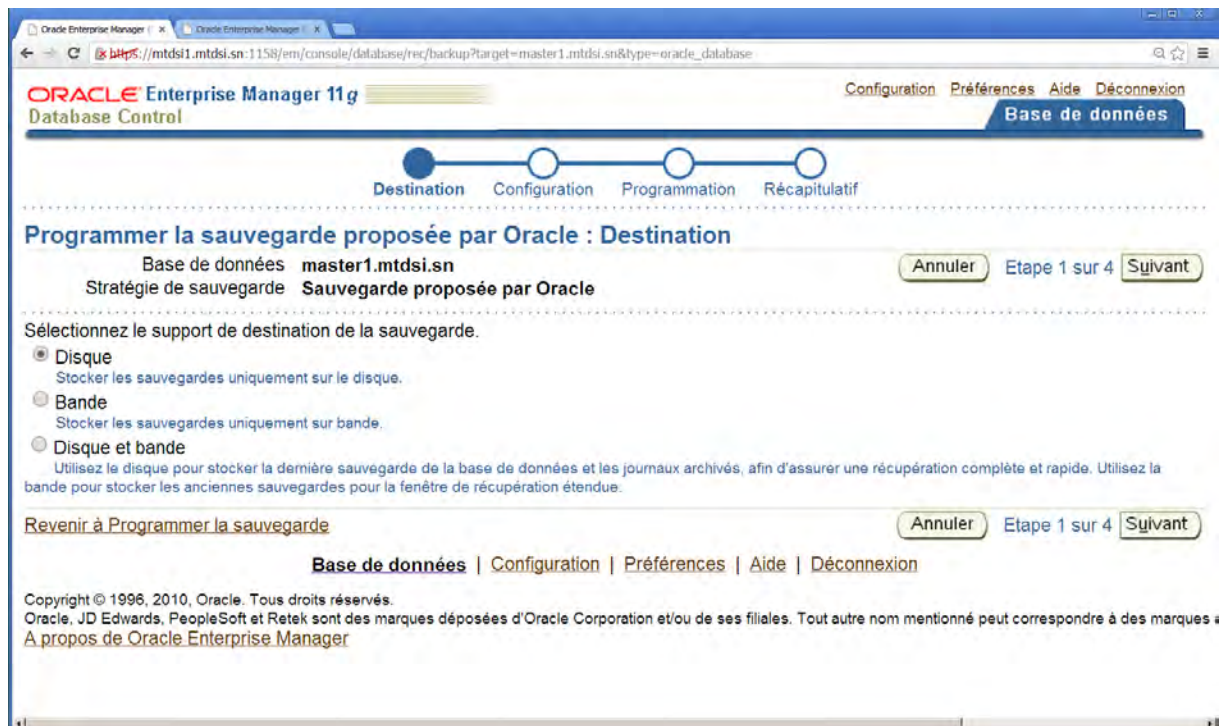 Oracle Enterprise Manager (
Oracle Enterprise Manager
https://mtdsi1.mtdsi.sn:1158/em/console/database/rec/backup?target=master1.mtdsi.sn&type=oracle_database
ORACLE Enterprise Manager 11g
Database Control
Configuration Préférences Aide Déconnexion
Base de données
Destination Configuration Programmation Récapitulatif
Programmer la sauvegarde proposée par Oracle : Destination
Base de données master1.mtdsi.sn
Stratégie de sauvegarde Sauvegarde proposée par Oracle
Annuler Etape 1 sur 4 Suivant
Sélectionnez le support de destination de la sauvegarde.
Disque
Stocker les sauvegardes uniquement sur le disque.
Bande
Stocker les sauvegardes uniquement sur bande.
Disque et bande
Utilisez le disque pour stocker la dernière sauvegarde de la base de données et les journaux archivés, afin d'assurer une récupération complète et rapide. Utilisez la
bande pour stocker les anciennes sauvegardes pour la fenêtre de récupération étendue.
Revenir à Programmer la sauvegarde
Annuler Etape 1 sur 4 Suivant
Base de données | Configuration | Préférences | Aide | Déconnexion
Copyright © 1996, 2010, Oracle. Tous droits réservés.
Oracle, JD Edwards, PeopleSoft et Retek sont des marques déposées d'Oracle Corporation et/ou de ses filiales. Tout autre nom mentionné peut correspondre à des marques
A propos de Oracle Enterprise Manager